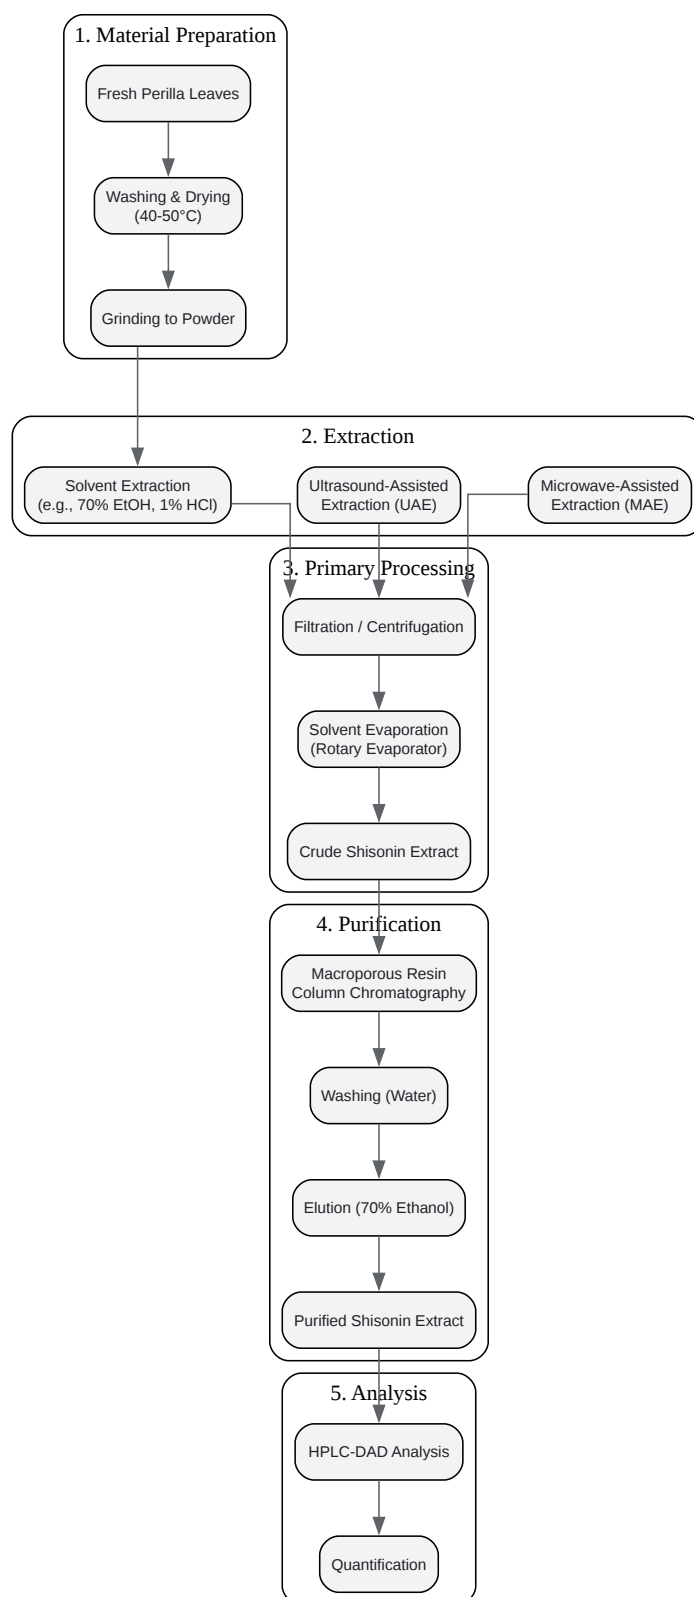 1. Material Preparation
Fresh Perilla Leaves
Washing & Drying
(40-50°C)
Grinding to Powder
2. Extraction
Solvent Extraction
(e.g., 70% EtOH, 1% HCl)
Ultrasound-Assisted
Extraction (UAE)
Microwave-Assisted
Extraction (MAE)
3. Primary Processing
Filtration / Centrifugation
Solvent Evaporation
(Rotary Evaporator)
Crude Shisonin Extract
4. Purification
Macroporous Resin
Column Chromatography
Washing (Water)
Elution (70% Ethanol)
Purified Shisonin Extract
5. Analysis
HPLC-DAD Analysis
Quantification